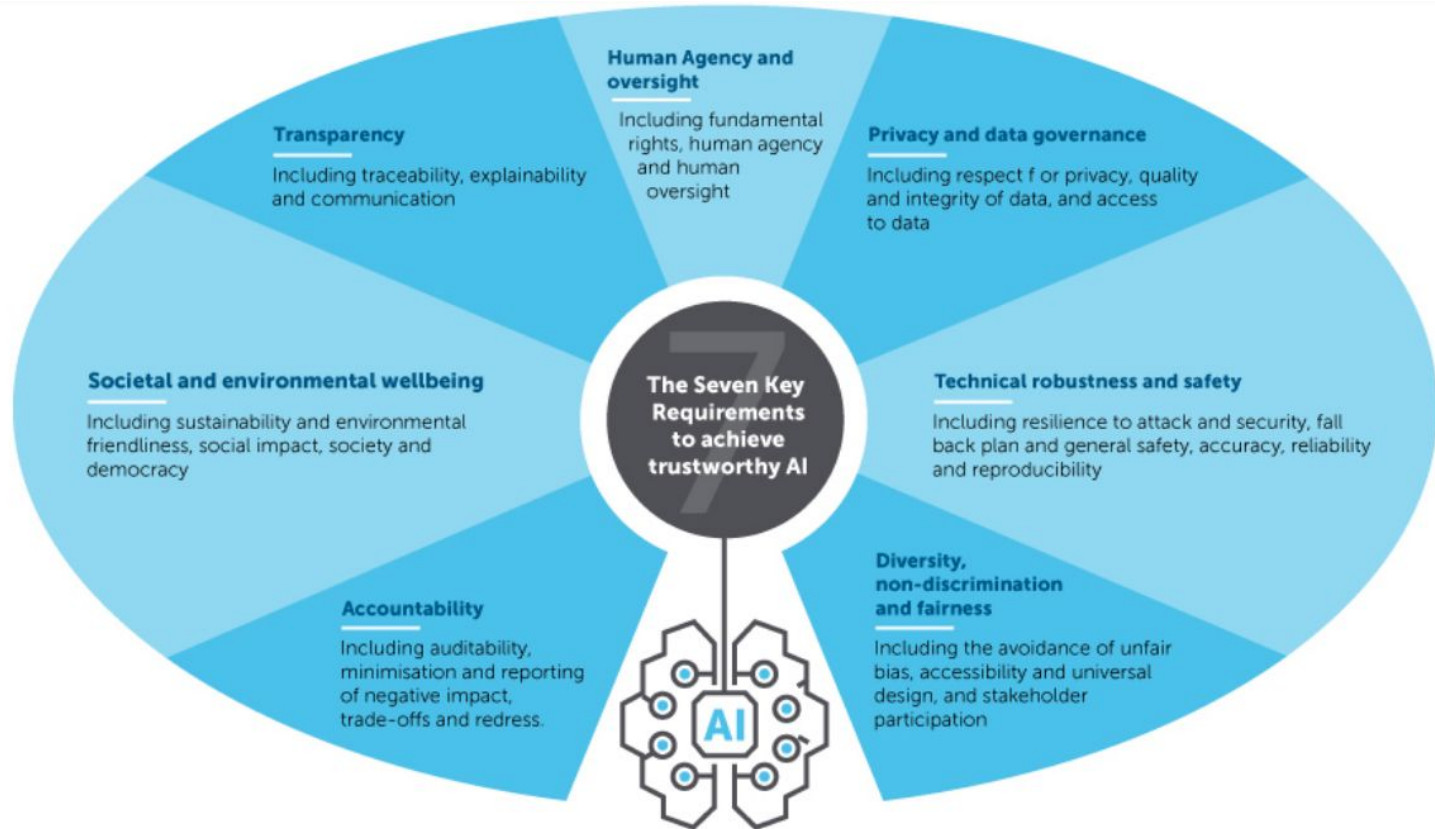 Human Agency and
oversight
Including fundamental
rights, human agency
and human
oversight
Transparency
Including traceability, explainability
and communication
Privacy and data governance
Including respect f or privacy, quality
and integrity of data, and access
to data
Societal and environmental wellbeing
Including sustainability and environmental
friendliness, social impact, society and
democracy
7
The Seven Key
Requirements
to achieve
trustworthy AI
Technical robustness and safety
Including resilience to attack and security, fall
back plan and general safety, accuracy, reliability
and reproducibility
Accountability
Including auditability,
minimisation and reporting
of negative impact,
trade-offs and redress.
AI
Diversity,
non-discrimination
and fairness
Including the avoidance of unfair
bias, accessibility and universal
design, and stakeholder
participation